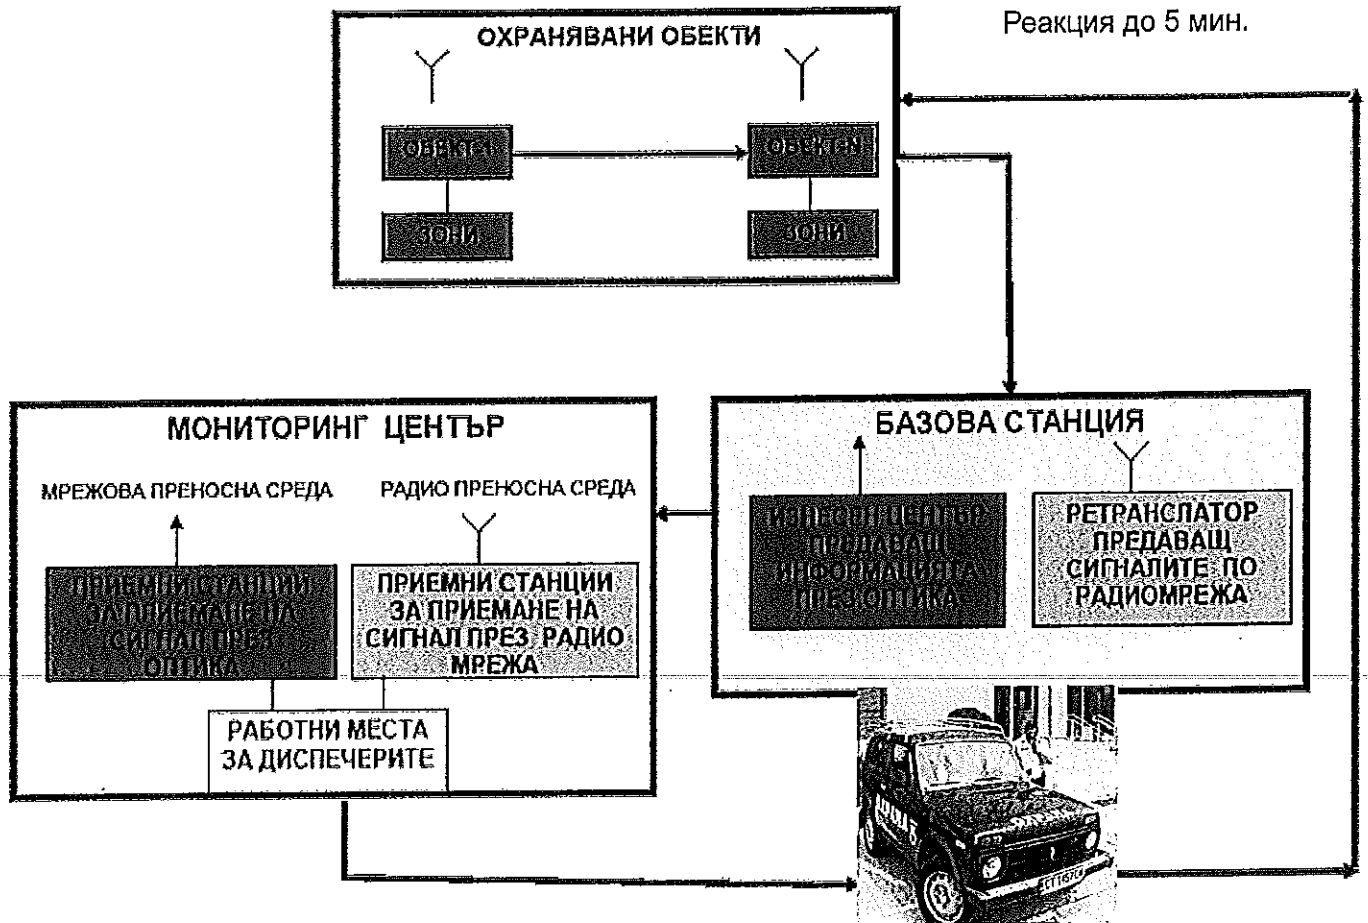 Реакция до 5 мин.
ОХРАНЯВАНИ ОБЕКТИ
ОБЕКТ-1
ОБЕКТ-N
ЗОНИ
ЗОНИ
МОНИТОРИНГ ЦЕНТЪР
МРЕЖОВА ПРЕНОСНА СРЕДА
РАДИО ПРЕНОСНА СРЕДА
ПРИЕМНИ СТАНЦИИ
ЗА ПРИЕМАНЕ НА
СИГНАЛ ПРЕЗ
ОПТИКА
ПРИЕМНИ СТАНЦИИ
ЗА ПРИЕМАНЕ НА
СИГНАЛ ПРЕЗ РАДИО
МРЕЖА
РАБОТНИ МЕСТА
ЗА ДИСПЕЧЕРИТЕ
БАЗОВА СТАНЦИЯ
ИЗНЕСЕН ЦЕНТЪР
ПРЕДАВАЩ
ИНФОРМАЦИЯТА
ПРЕЗ ОПТИКА
РЕТРАНСЛАТОР
ПРЕДАВАЩ
СИГНАЛИТЕ ПО
РАДИОМРЕЖА